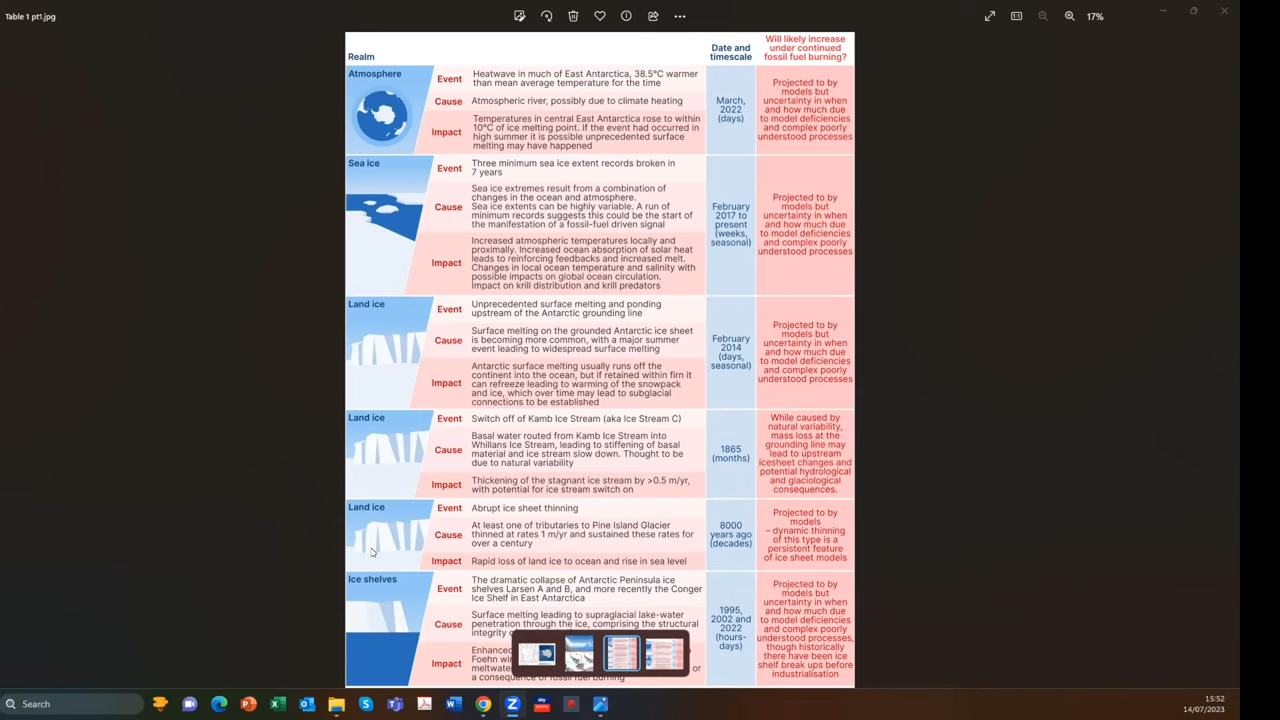 Table 1 pt1.jpg
17%
Realm
Date and
timescale
Will likely increase
under continued
fossil fuel burning?
Atmosphere
Event
Heatwave in much of East Antarctica, 38.5°C warmer
than mean average temperature for the time
Cause
Atmospheric river, possibly due to climate heating
Impact
Temperatures in central East Antarctica rose to within
10°C of ice melting point. If the event had occurred in
high summer it is possible unprecedented surface
melting may have happened
March,
2022
(days)
Projected to by
models but
uncertainty in when
and how much due
to model deficiencies
and complex poorly
understood processes
Sea ice
Event
Three minimum sea ice extent records broken in
7 years
Cause
Sea ice extremes result from a combination of
changes in the ocean and atmosphere.
Sea ice extents can be highly variable. A run of
minimum records suggests this could be the start of
the manifestation of a fossil-fuel driven signal
Impact
Increased atmospheric temperatures locally and
proximally. Increased ocean absorption of solar heat
leads to reinforcing feedbacks and increased melt.
Changes in local ocean temperature and salinity with
possible impacts on global ocean circulation.
Impact on krill distribution and krill predators
February
2017 to
present
(weeks,
seasonal)
Projected to by
models but
uncertainty in when
and how much due
to model deficiencies
and complex poorly
understood processes
Land ice
Event
Unprecedented surface melting and ponding
upstream of the Antarctic grounding line
Cause
Surface melting on the grounded Antarctic ice sheet
is becoming more common, with a major summer
event leading to widespread surface melting
Impact
Antarctic surface melting usually runs off the
continent into the ocean, but if retained within firn it
can refreeze leading to warming of the snowpack
and ice, which over time may lead to subglacial
connections to be established
February
2014
(days,
seasonal)
Projected to by
models but
uncertainty in when
and how much due
to model deficiencies
and complex poorly
understood processes
Land ice
Event
Switch off of Kamb Ice Stream (aka Ice Stream C)
Cause
Basal water routed from Kamb Ice Stream into
Whillans Ice Stream, leading to stiffening of basal
material and ice stream slow down. Thought to be
due to natural variability
Impact
Thickening of the stagnant ice stream by >0.5 m/yr,
with potential for ice stream switch on
1865
(months)
While caused by
natural variability,
mass loss at the
grounding line may
lead to upstream
icesheet changes and
potential hydrological
and glaciological
consequences.
Land ice
Event
Abrupt ice sheet thinning
Cause
At least one of tributaries to Pine Island Glacier
thinned at rates 1 m/yr and sustained these rates for
over a century
Impact
Rapid loss of land ice to ocean and rise in sea level
8000
years ago
(decades)
Projected to by
models
– dynamic thinning
of this type is a
persistent feature
of ice sheet models
Ice shelves
Event
The dramatic collapse of Antarctic Peninsula ice
shelves Larsen A and B, and more recently the Conger
Ice Shelf in East Antarctica
Cause
Surface melting leading to supraglacial lake-water
penetration through the ice, comprising the structural
integrity
Impact
Enhanced
Foehn
meltwater or
a consequence of fossil fuel burning
1995,
2002 and
2022
(hours-
days)
Projected to by
models but
uncertainty in when
and how much due
to model deficiencies
and complex poorly
understood processes,
though historically
there have been ice
shelf break ups before
industrialisation
Search
sky
15:52
14/07/2023